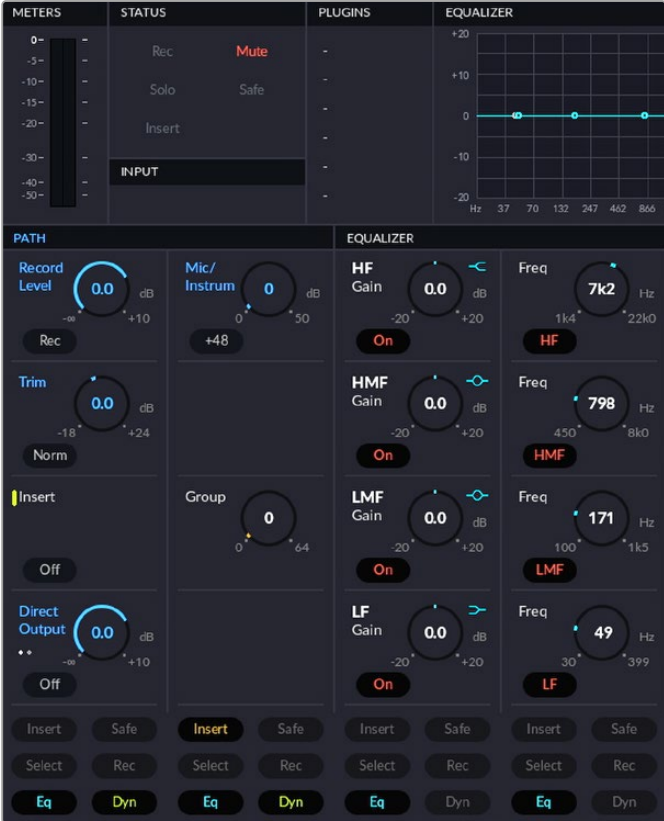 METERS STATUS PLUGINS EQUALIZER
0- -
-5- -
-10- -
-15- -
-20- -
-30- -
-40- -
-50- -
Rec Mute
Solo Safe
Insert
INPUT
-
-
-
-
-
-
+20
+10
0
-10
-20
Hz 37 70 132 247 462 866
PATH EQUALIZER
Record Level 0.0 dB
-∞ +10
Rec
Mic/ Instrum 0 dB
0 50
+48
HF Gain 0.0 dB
-20 +20
On
Freq 7k2 Hz
1k4 22k0
HF
Trim 0.0 dB
-18 +24
Norm
HMF Gain 0.0 dB
-20 +20
On
Freq 798 Hz
450 8k0
HMF
Insert
Off
Group 0
0 64
LMF Gain 0.0 dB
-20 +20
On
Freq 171 Hz
100 1k5
LMF
Direct Output 0.0 dB
-∞ +10
Off
LF Gain 0.0 dB
-20 +20
On
Freq 49 Hz
30 399
LF
Insert Safe Insert Safe Insert Safe Insert Safe
Select Rec Select Rec Select Rec Select Rec
Eq Dyn Eq Dyn Eq Dyn Eq Dyn